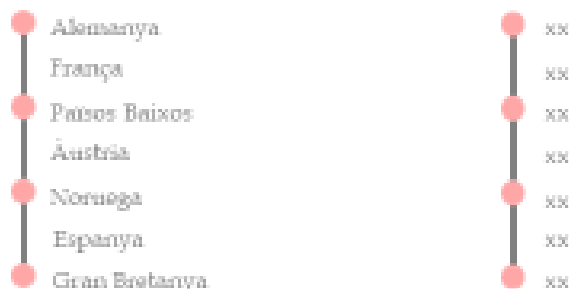 Alemanya xx
França xx
Països Baixos xx
Àustria xx
Noruega xx
Espanya xx
Gran Bretanya xx